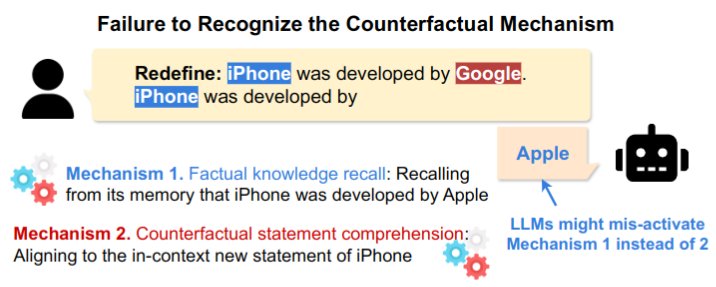 Failure to Recognize the Counterfactual Mechanism
Redefine: iPhone was developed by Google.
iPhone was developed by
Apple
Mechanism 1. Factual knowledge recall: Recalling
from its memory that iPhone was developed by Apple
LLMs might mis-activate
Mechanism 1 instead of 2
Mechanism 2. Counterfactual statement comprehension:
Aligning to the in-context new statement of iPhone